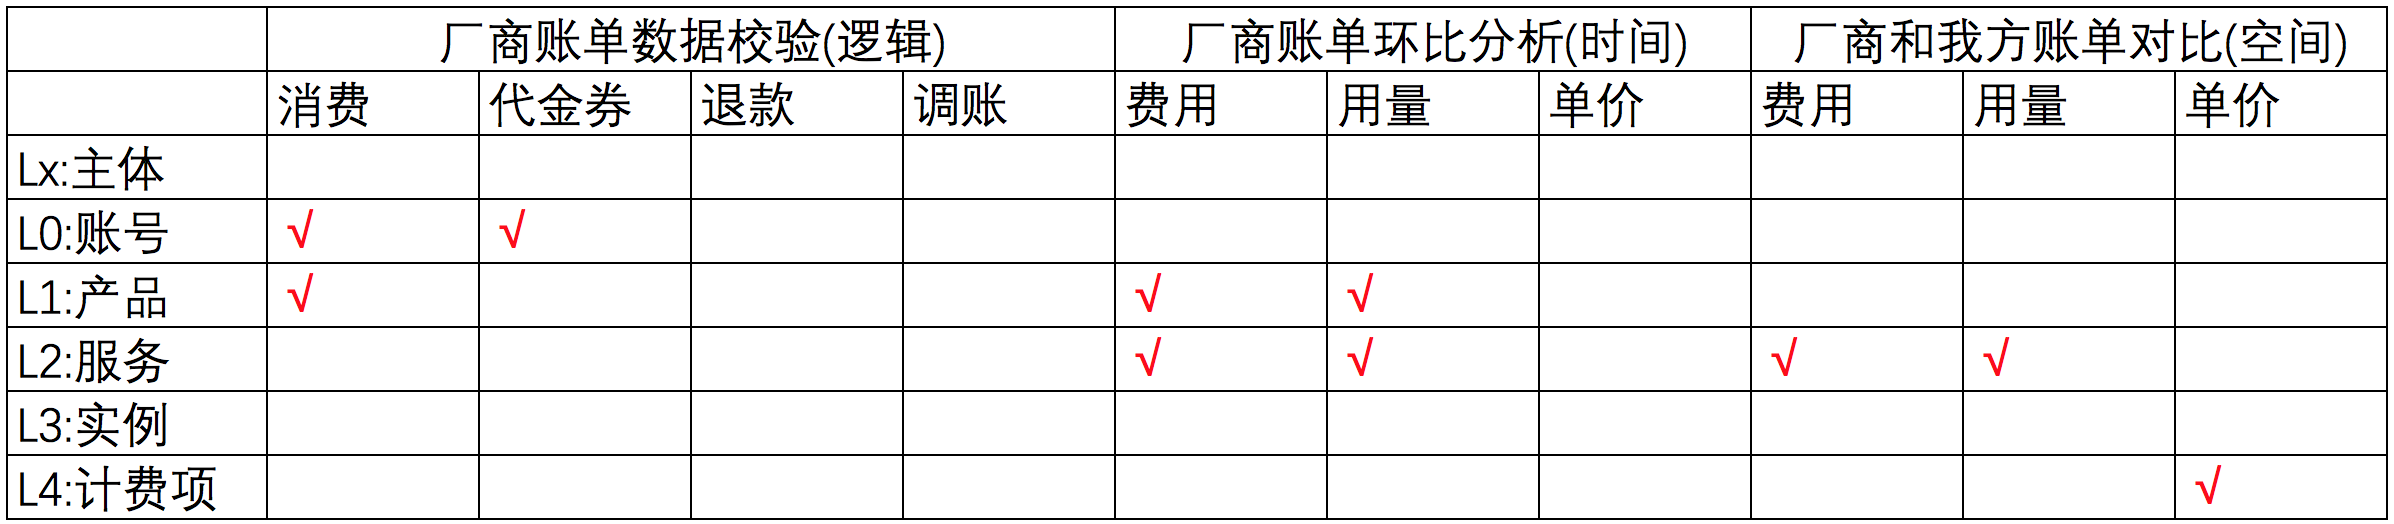 厂商账单数据校验(逻辑) 厂商账单环比分析(时间) 厂商和我方账单对比(空间)
消费 代金券 退款 调账 费用 用量 单价 费用 用量 单价
Lx:主体
L0:账号 √ √
L1:产品 √ √ √
L2:服务 √ √ √ √
L3:实例
L4:计费项 √